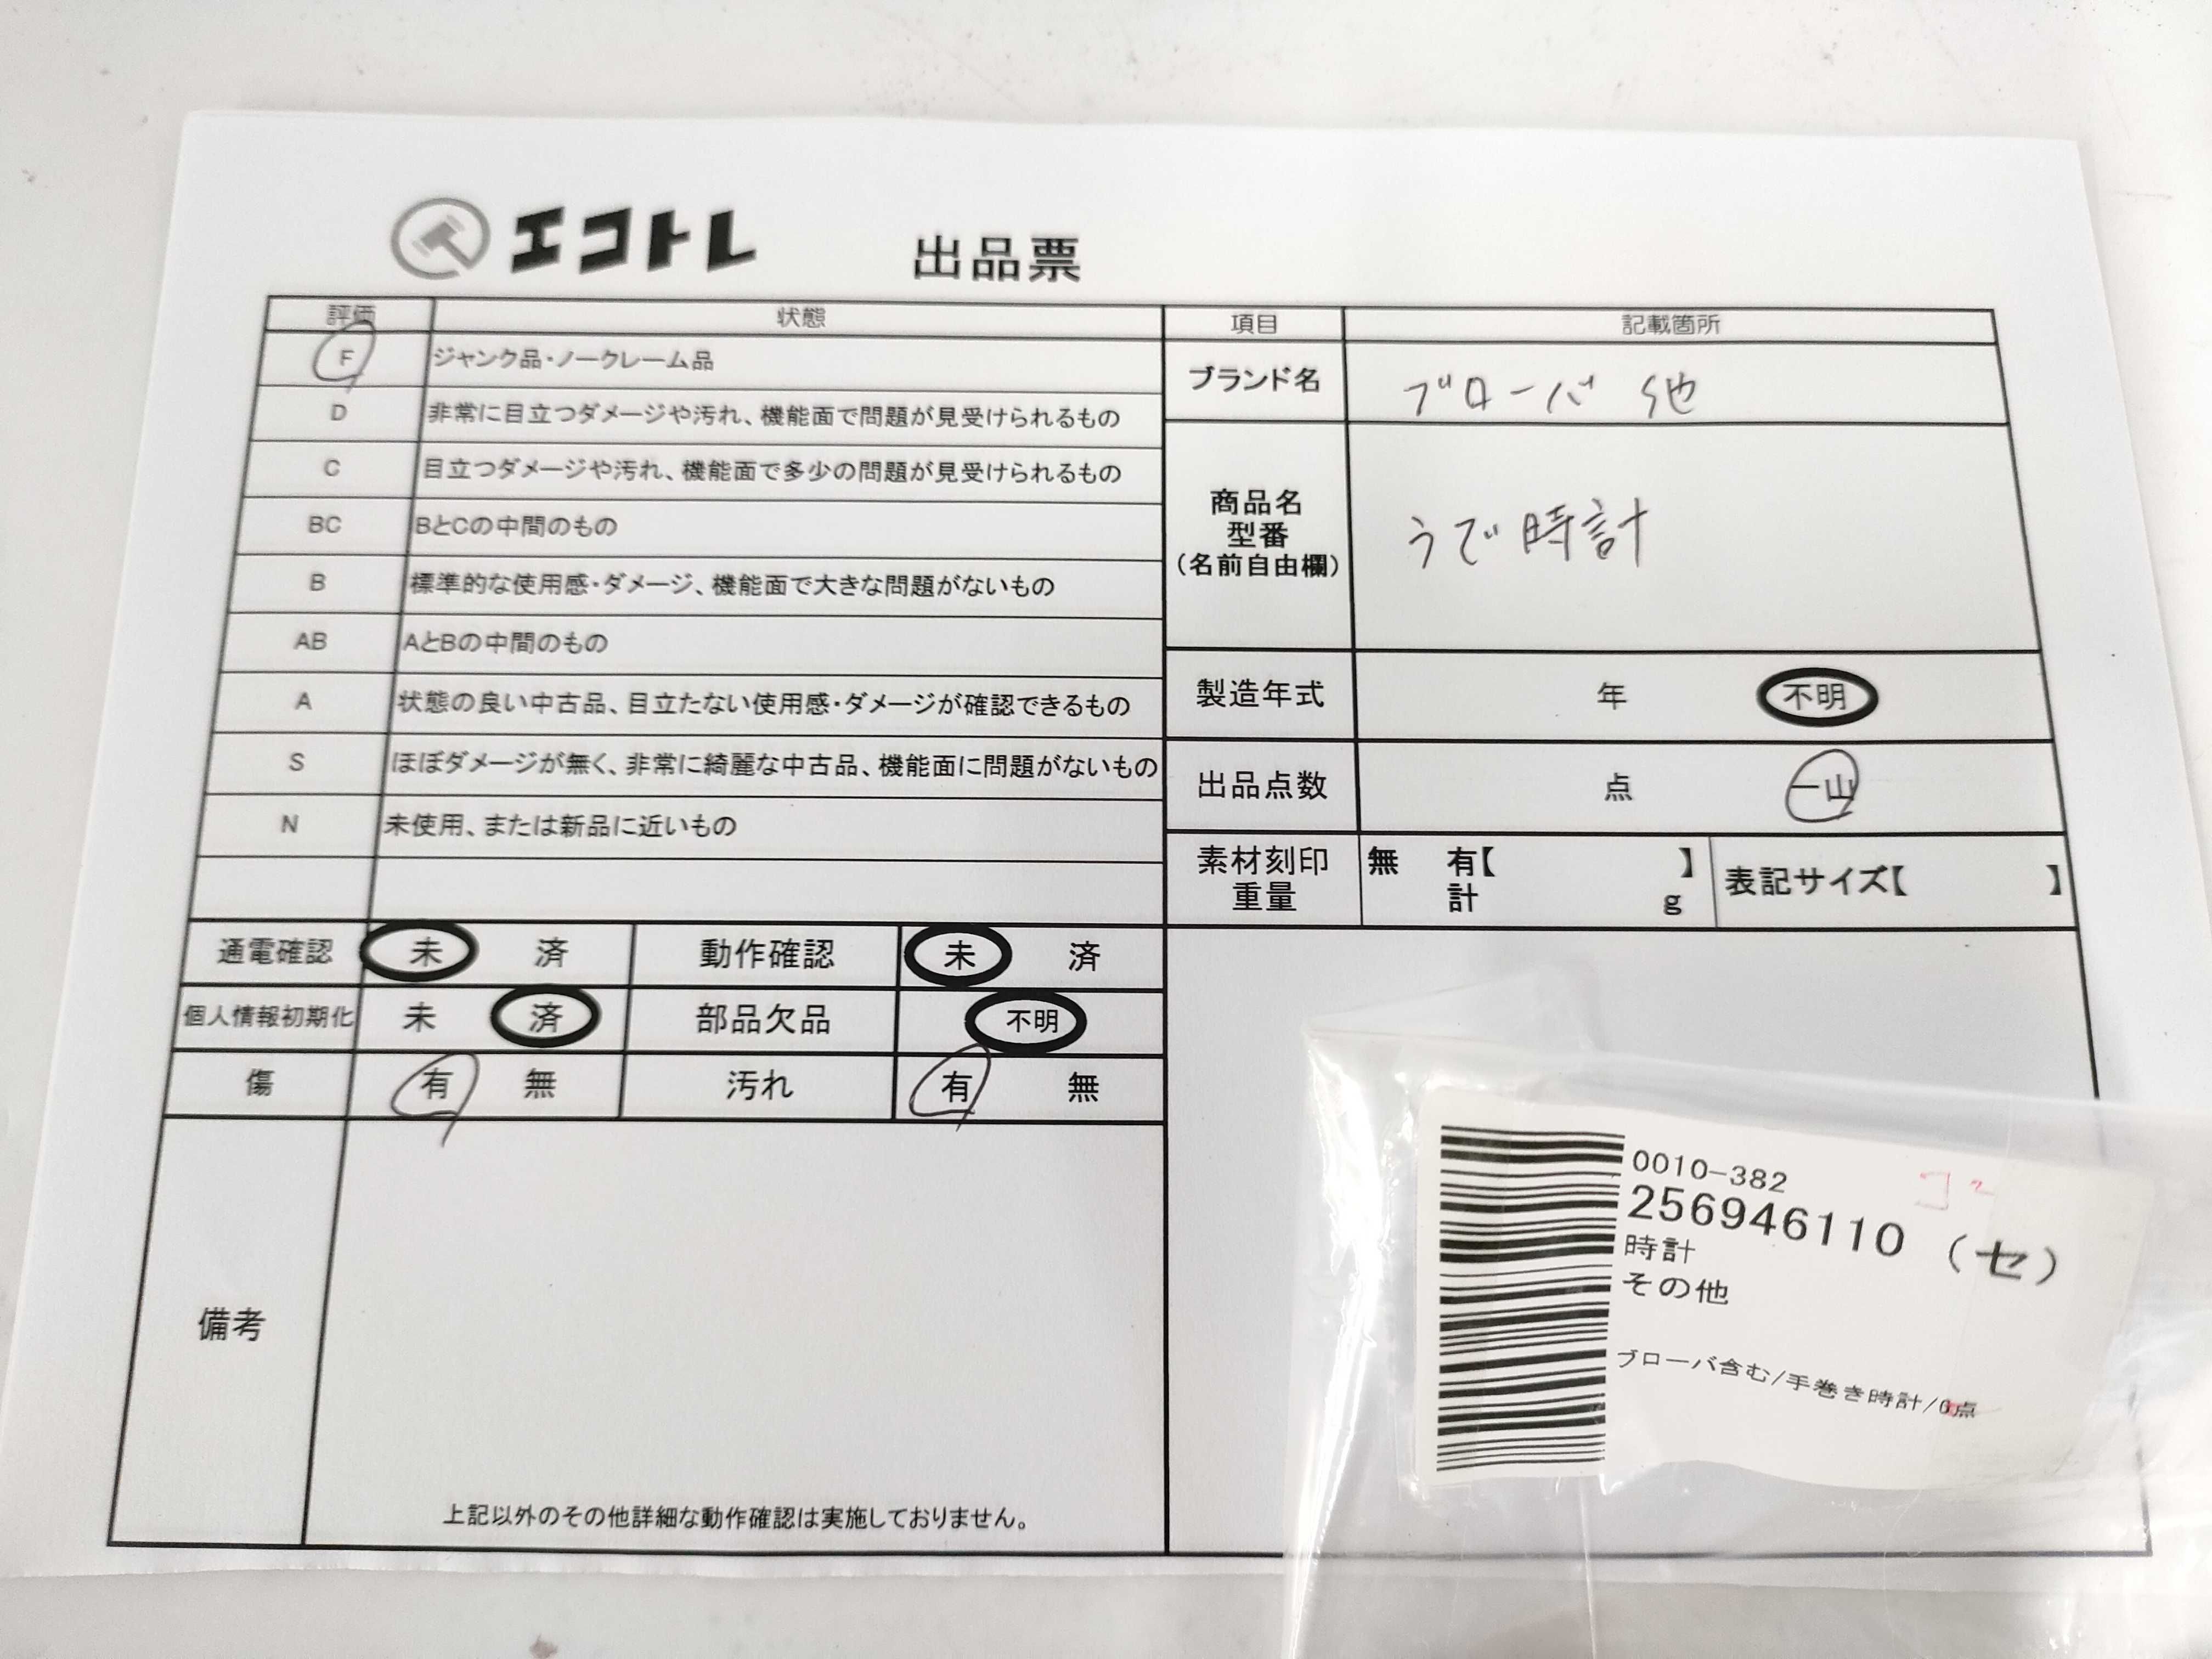 エコトレ 出品票
評価 状態
F ジャンク品・ノークレーム品
D 非常に目立つダメージや汚れ、機能面で問題が見受けられるもの
C 目立つダメージや汚れ、機能面で多少の問題が見受けられるもの
BC BとCの中間のもの
B 標準的な使用感・ダメージ、機能面で大きな問題がないもの
AB AとBの中間のもの
A 状態の良い中古品、目立たない使用感・ダメージが確認できるもの
S ほぼダメージが無く、非常に綺麗な中古品、機能面に問題がないもの
N 未使用、または新品に近いもの
通電確認 未 済 動作確認 未 済
個人情報初期化 未 済 部品欠品 不明
傷 有 無 汚れ 有 無
備考
上記以外のその他詳細な動作確認は実施しておりません。
項目 記載箇所
ブランド名 ブローバ 他
商品名
型番
(名前自由欄)
うで時計
製造年式 年 不明
出品点数 点 一山
素材刻印 無 有【 】 表記サイズ【 】
重量 計 g
0010-382
256946110 (セ)
時計
その他
ブローバ含む/手巻き時計/6点